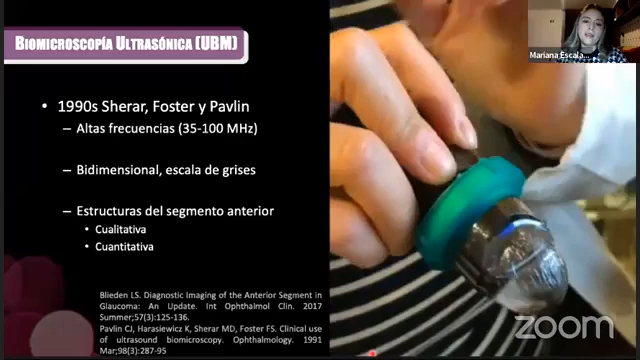 BIOMICROSCOPÍA ULTRASÓNICA (UBM)
Mariana Escala...
• 1990s Sherar, Foster y Pavlin
– Altas frecuencias (35-100 MHz)
– Bidimensional, escala de grises
– Estructuras del segmento anterior
• Cualitativa
• Cuantitativa
Blieden LS. Diagnostic Imaging of the Anterior Segment in
Glaucoma: An Update. Int Ophthalmol Clin. 2017
Summer;57(3):125-136.
Pavlin CJ, Harasiewicz K, Sherar MD, Foster FS. Clinical use
of ultrasound biomicroscopy. Ophthalmology. 1991
Mar;98(3):287-95
zoom